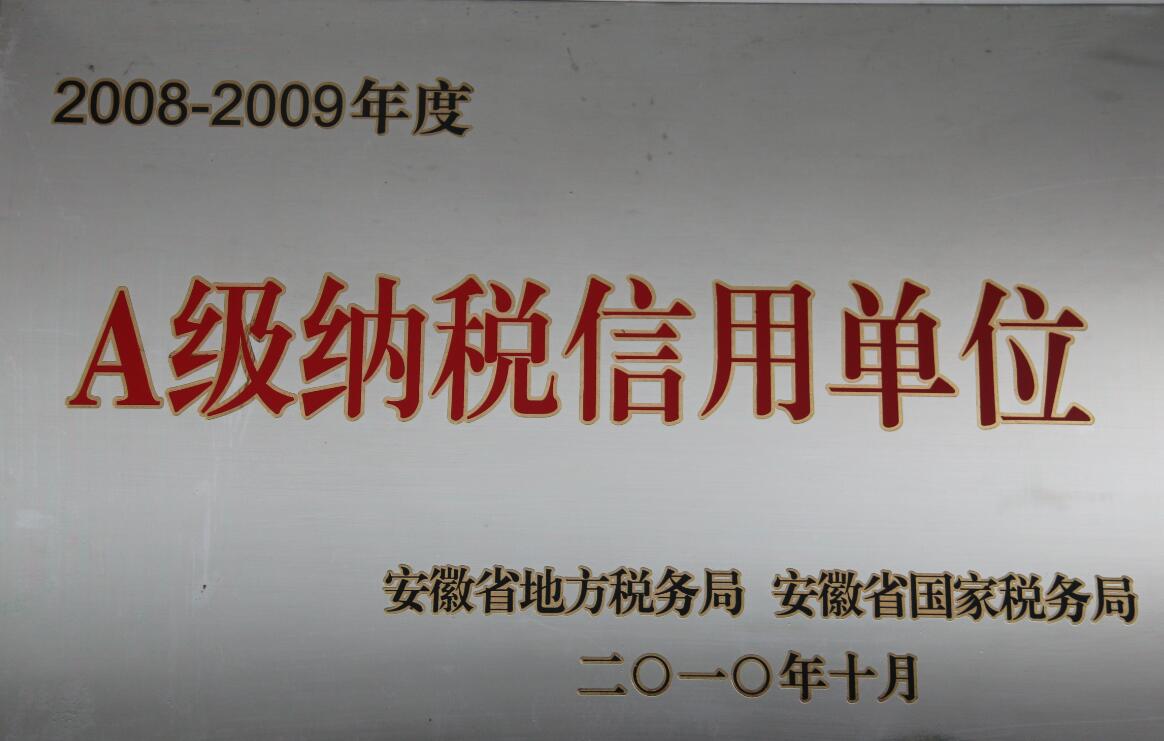 2008-2009年度
A级纳税信用单位
安徽省地方税务局 安徽省国家税务局
二〇一〇年十月